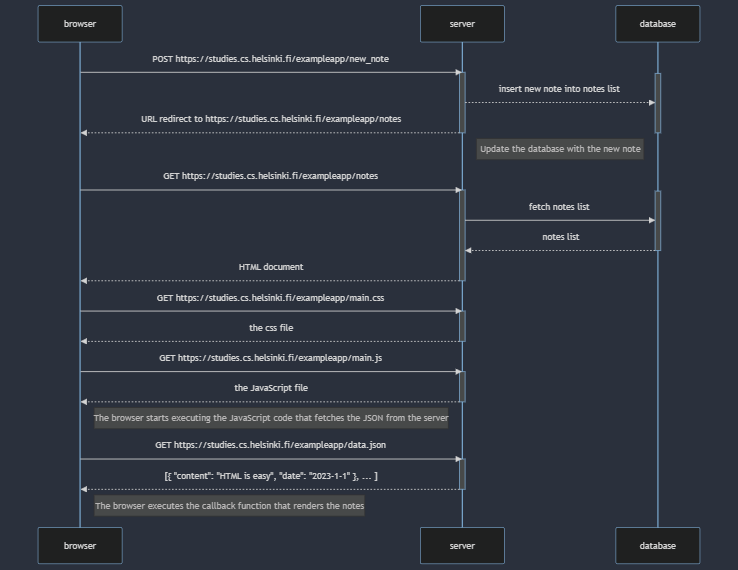 browser
server
database
POST https://studies.cs.helsinki.fi/exampleapp/new_note
insert new note into notes list
URL redirect to https://studies.cs.helsinki.fi/exampleapp/notes
Update the database with the new note
GET https://studies.cs.helsinki.fi/exampleapp/notes
fetch notes list
notes list
HTML document
GET https://studies.cs.helsinki.fi/exampleapp/main.css
the css file
GET https://studies.cs.helsinki.fi/exampleapp/main.js
the JavaScript file
The browser starts executing the JavaScript code that fetches the JSON from the server
GET https://studies.cs.helsinki.fi/exampleapp/data.json
[{ "content": "HTML is easy", "date": "2023-1-1" }, ... ]
The browser executes the callback function that renders the notes
browser
server
database